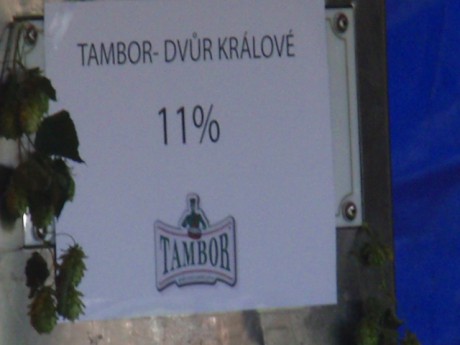 TAMBOR- DVŮR KRÁLOVÉ
11%
TAMBOR